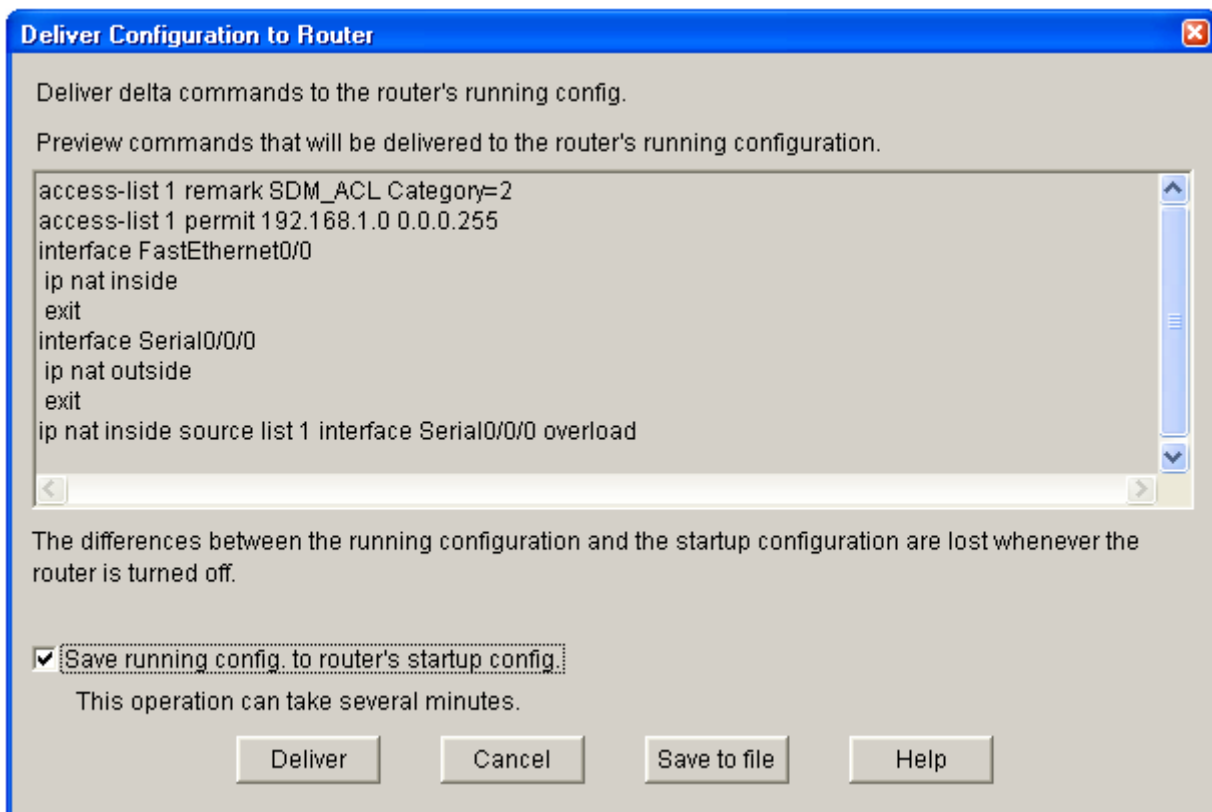 Deliver Configuration to Router
Deliver delta commands to the router's running config.
Preview commands that will be delivered to the router's running configuration.
access-list 1 remark SDM_ACL Category=2
access-list 1 permit 192.168.1.0 0.0.0.255
interface FastEthernet0/0
 ip nat inside
 exit
interface Serial0/0/0
 ip nat outside
 exit
ip nat inside source list 1 interface Serial0/0/0 overload
The differences between the running configuration and the startup configuration are lost whenever the
router is turned off.
Save running config. to router's startup config.
This operation can take several minutes.
Deliver Cancel Save to file Help